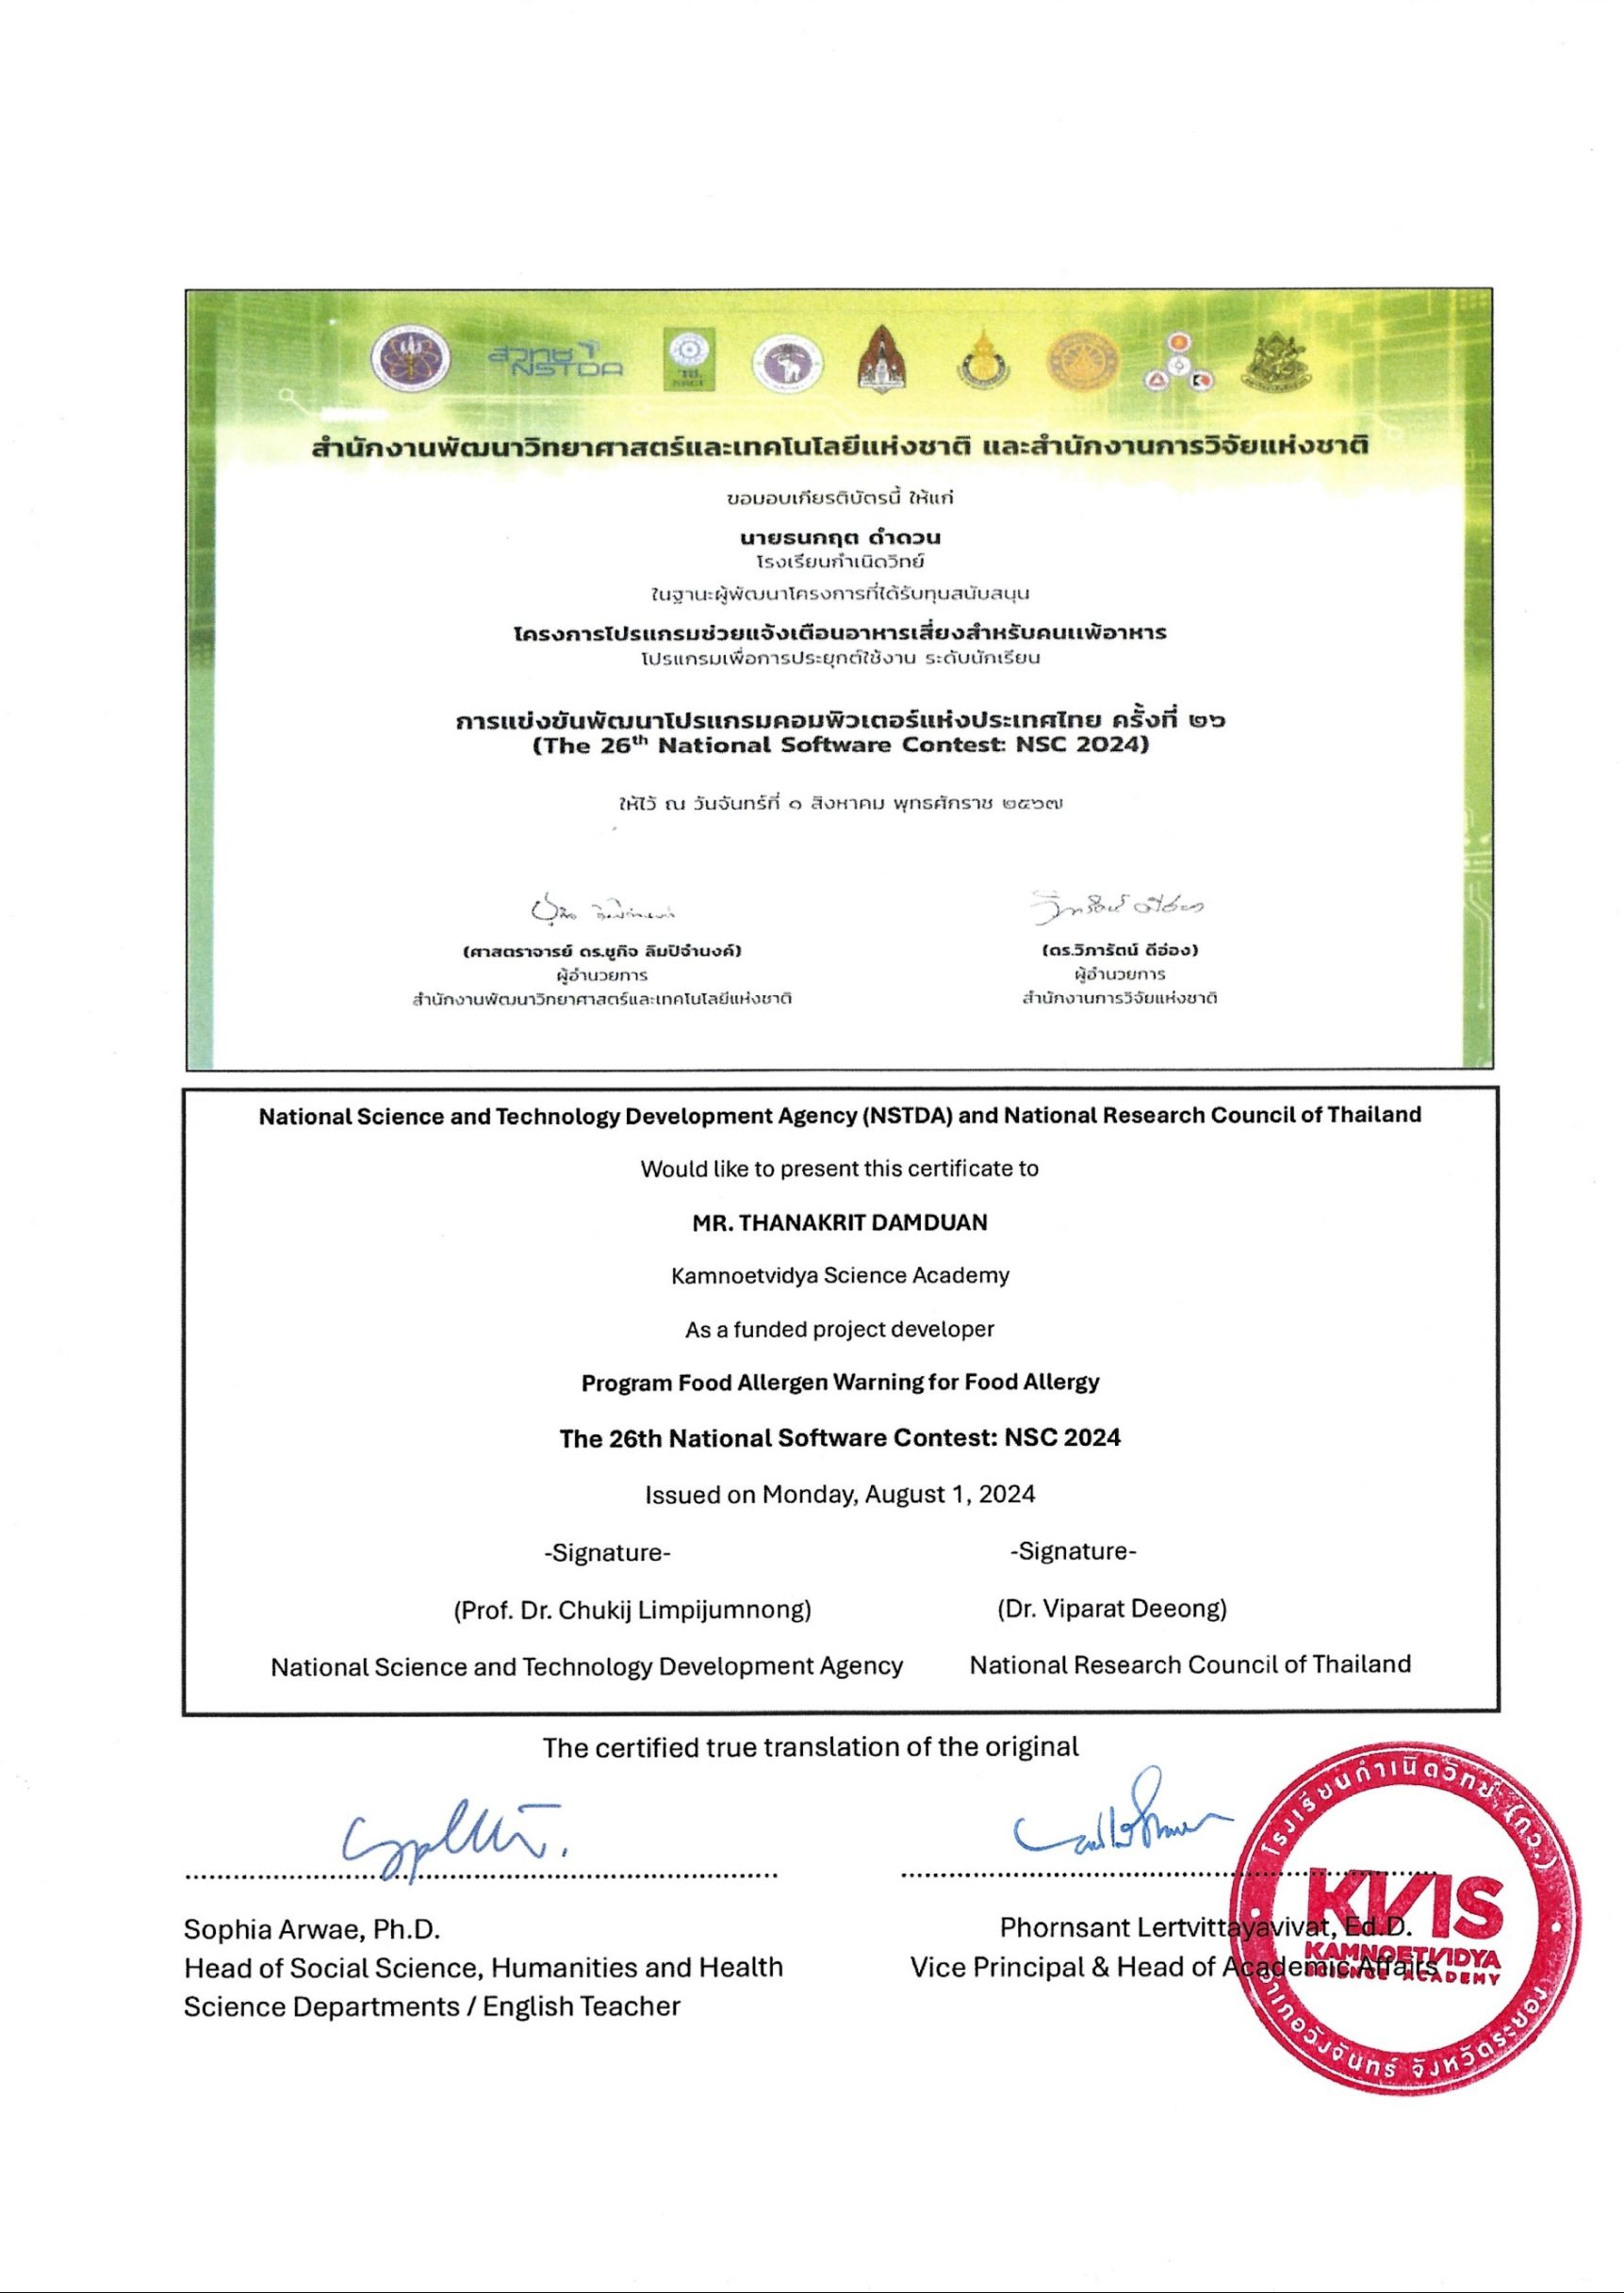 สวทช
NSTDA
วช.
NRCT
สำนักงานพัฒนาวิทยาศาสตร์และเทคโนโลยีแห่งชาติ และสำนักงานการวิจัยแห่งชาติ
ขอมอบเกียรติบัตรนี้ ให้แก่
นายธนกฤต ดำดวน
โรงเรียนกำเนิดวิทย์
ในฐานะผู้พัฒนาโครงการที่ได้รับทุนสนับสนุน
โครงการโปรแกรมช่วยแจ้งเตือนอาหารเสี่ยงสำหรับคนแพ้อาหาร
โปรแกรมเพื่อการประยุกต์ใช้งาน ระดับนักเรียน
การแข่งขันพัฒนาโปรแกรมคอมพิวเตอร์แห่งประเทศไทย ครั้งที่ ๒๖
(The 26th National Software Contest: NSC 2024)
ให้ไว้ ณ วันจันทร์ที่ ๑ สิงหาคม พุทธศักราช ๒๕๖๗
(ศาสตราจารย์ ดร.ชูกิจ ลิมปิจำนงค์) (ดร.วิภารัตน์ ดีอ่อง)
ผู้อำนวยการ ผู้อำนวยการ
สำนักงานพัฒนาวิทยาศาสตร์และเทคโนโลยีแห่งชาติ สำนักงานการวิจัยแห่งชาติ
National Science and Technology Development Agency (NSTDA) and National Research Council of Thailand
Would like to present this certificate to
MR. THANAKRIT DAMDUAN
Kamnoetvidya Science Academy
As a funded project developer
Program Food Allergen Warning for Food Allergy
The 26th National Software Contest: NSC 2024
Issued on Monday, August 1, 2024
-Signature- -Signature-
(Prof. Dr. Chukij Limpijumnong) (Dr. Viparat Deeong)
National Science and Technology Development Agency National Research Council of Thailand
The certified true translation of the original
Sophia Arwae, Ph.D.
Head of Social Science, Humanities and Health
Science Departments / English Teacher
Phornsant Lertvittayavivat, Ed.D.
Vice Principal & Head of Academic Affairs
โรงเรียนกำเนิดวิทย์ (กว.)
KVIS
KAMNOETVIDYA
SCIENCE ACADEMY
อำเภอวังจันทร์ จังหวัดระยอง